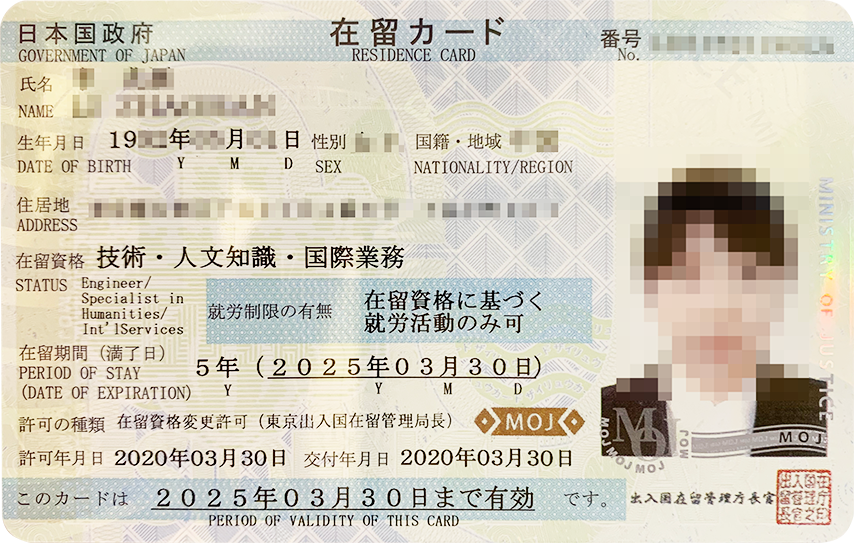 日本国政府 在留カード 番号
GOVERNMENT OF JAPAN RESIDENCE CARD No.
氏名
NAME
生年月日 19 年 月 日 性別 国籍・地域
DATE OF BIRTH Y M D SEX NATIONALITY/REGION
住居地
ADDRESS
在留資格 技術・人文知識・国際業務
STATUS Engineer/
Specialist in
Humanities/
Int'lServices
就労制限の有無 在留資格に基づく
就労活動のみ可
在留期間(満了日) 5年(2025年03月30日)
PERIOD OF STAY Y Y M D
(DATE OF EXPIRATION)
許可の種類 在留資格変更許可(東京出入国在留管理局長) MOJ
許可年月日 2020年03月30日 交付年月日 2020年03月30日
このカードは 2025年03月30日まで有効 です。
PERIOD OF VALIDITY OF THIS CARD
MINISTRY OF JUSTICE
MOJ
MOJ MOJ MOJ
MOJ
出入国在留管理庁長官